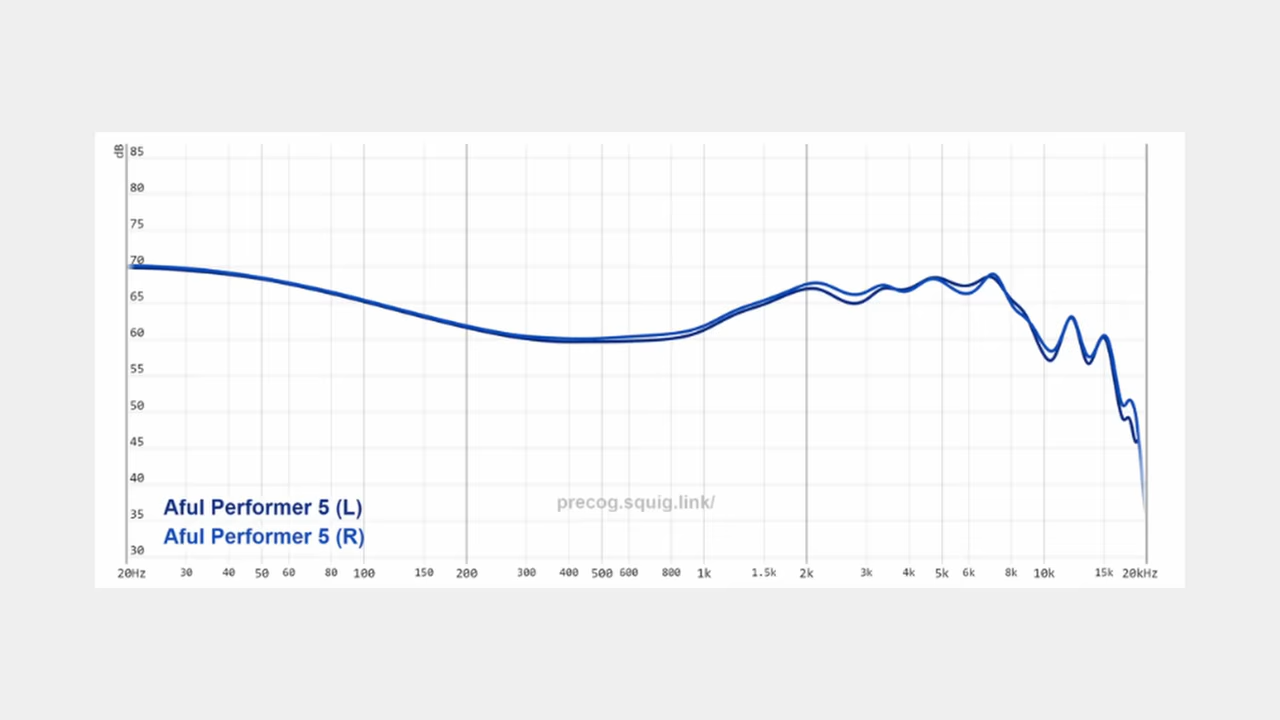 dB
85
80
75
70
65
60
55
50
45
40
35
30
Aful Performer 5 (L)
Aful Performer 5 (R)
precog.squig.link/
20Hz 30 40 50 60 80 100 150 200 300 400 500 600 800 1k 1.5k 2k 3k 4k 5k 6k 8k 10k 15k 20kHz